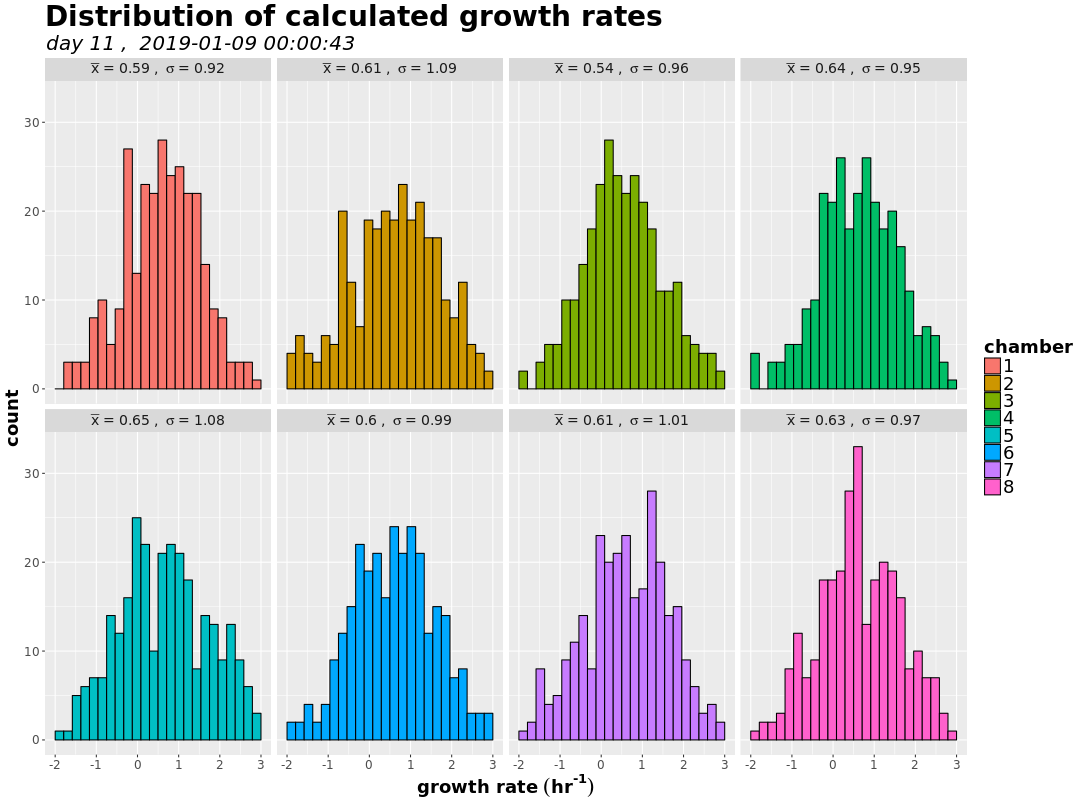 Distribution of calculated growth rates
day 11 ,  2019-01-09 00:00:43
x̅ = 0.59 ,  σ = 0.92
x̅ = 0.61 ,  σ = 1.09
x̅ = 0.54 ,  σ = 0.96
x̅ = 0.64 ,  σ = 0.95
30
20
10
0
x̅ = 0.65 ,  σ = 1.08
x̅ = 0.6 ,  σ = 0.99
x̅ = 0.61 ,  σ = 1.01
x̅ = 0.63 ,  σ = 0.97
30
20
10
0
-2 -1 0 1 2 3
-2 -1 0 1 2 3
-2 -1 0 1 2 3
-2 -1 0 1 2 3
count
growth rate (hr⁻¹)
chamber
1
2
3
4
5
6
7
8